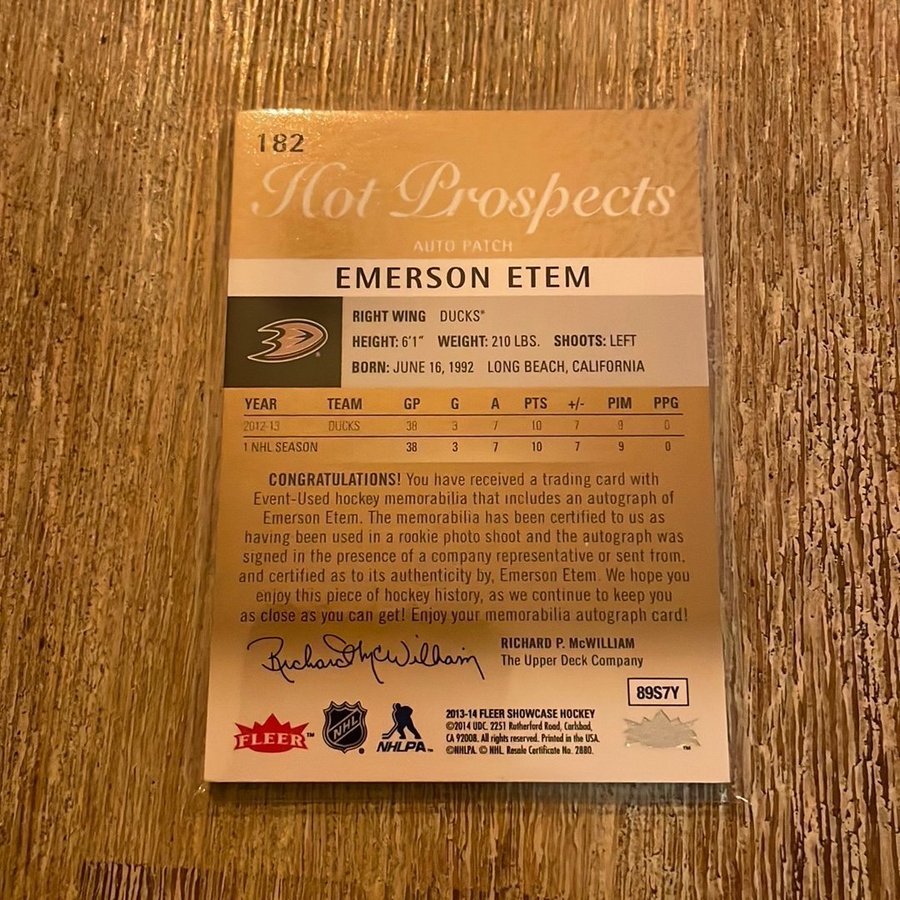 182
Hot Prospects
AUTO PATCH
EMERSON ETEM
RIGHT WING DUCKS®
HEIGHT: 6'1" WEIGHT: 210 LBS. SHOOTS: LEFT
BORN: JUNE 16, 1992 LONG BEACH, CALIFORNIA
YEAR TEAM GP G A PTS +/- PIM PPG
2012-13 DUCKS 38 3 7 10 7 9 0
1 NHL SEASON 38 3 7 10 7 9 0
CONGRATULATIONS! You have received a trading card with
Event-Used hockey memorabilia that includes an autograph of
Emerson Etem. The memorabilia has been certified to us as
having been used in a rookie photo shoot and the autograph was
signed in the presence of a company representative or sent from,
and certified as to its authenticity by, Emerson Etem. We hope you
enjoy this piece of hockey history, as we continue to keep you
as close as you can get! Enjoy your memorabilia autograph card!
Richard McWilliam
RICHARD P. McWILLIAM
The Upper Deck Company
89S7Y
FLEER™
NHL®
NHLPA™
2013-14 FLEER SHOWCASE HOCKEY
©2014 UDC. 2251 Rutherford Road, Carlsbad,
CA 92008. All rights reserved. Printed in the USA.
©NHLPA. © NHL. Resale Certificate No. 2880.